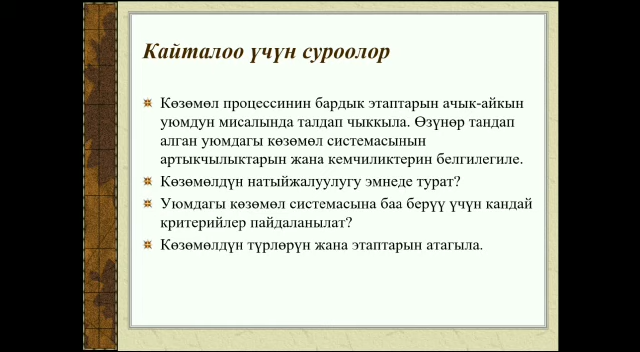 Кайталоо үчүн суроолор
Көзөмөл процессинин бардык этаптарын ачык-айкын
уюмдун мисалында талдап чыккыла. Өзүнөр тандап
алган уюмдагы көзөмөл системасынын
артыкчылыктарын жана кемчиликтерин белгилегиле.
Көзөмөлдүн натыйжалуулугу эмнеде турат?
Уюмдагы көзөмөл системасына баа берүү үчүн кандай
критерийлер пайдаланылат?
Көзөмөлдүн түрлөрүн жана этаптарын атагыла.